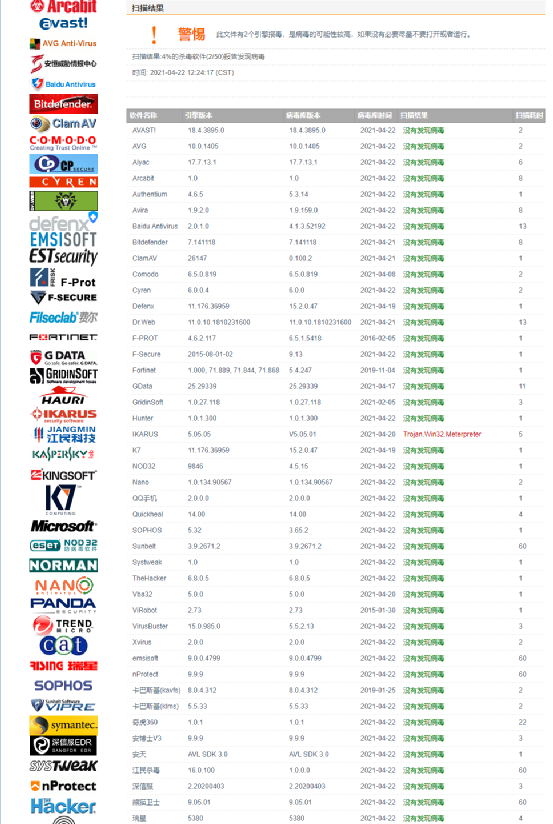 扫描结果
警惕 此文件有2个引擎报毒，是病毒的可能性较高，如果没有必要尽量不要打开或者运行。
扫描结果:4%的杀毒软件(2/50)报告发现病毒
时间: 2021-04-22 12:24:17 (CST)
软件名称 引擎版本 病毒库版本 病毒库时间 扫描结果 扫描耗时
AVAST! 18.4.3895.0 18.4.3895.0 2021-04-22 没有发现病毒 2
AVG 10.0.1405 10.0.1405 2021-04-22 没有发现病毒 2
Alyac 17.7.13.1 17.7.13.1 2021-04-22 没有发现病毒 6
Arcabit 1.0 1.0 2021-04-22 没有发现病毒 8
Authentium 4.6.5 5.3.14 2021-04-22 没有发现病毒 1
Avira 1.9.2.0 1.9.159.0 2021-04-22 没有发现病毒 8
Baidu Antivirus 2.0.1.0 4.1.3.52192 2021-04-22 没有发现病毒 13
Bitdefender 7.141118 7.141118 2021-04-21 没有发现病毒 8
ClamAV 26147 0.100.2 2021-04-21 没有发现病毒 1
Comodo 6.5.0.819 6.5.0.819 2021-04-08 没有发现病毒 2
Cyren 6.0.0.4 6.0.0 2021-04-22 没有发现病毒 2
Defenx 11.176.36959 15.2.0.47 2021-04-19 没有发现病毒 1
Dr.Web 11.0.10.1810231600 11.0.10.1810231600 2021-04-21 没有发现病毒 13
F-PROT 4.6.2.117 6.5.1.5418 2016-02-05 没有发现病毒 1
F-Secure 2015-08-01-02 9.13 2021-04-22 没有发现病毒 1
Fortinet 1.000, 71.889, 71.844, 71.868 5.4.247 2019-11-04 没有发现病毒 1
GData 25.29339 25.29339 2021-04-17 没有发现病毒 11
GridinSoft 1.0.27.118 1.0.27.118 2021-02-05 没有发现病毒 3
Hunter 1.0.1.300 1.0.1.300 2021-04-22 没有发现病毒 1
IKARUS 5.05.05 V5.05.01 2021-04-20 Trojan.Win32.Meterpreter 5
K7 11.176.36959 15.2.0.47 2021-04-19 没有发现病毒 1
NOD32 9846 4.5.15 2021-04-22 没有发现病毒 1
Nano 1.0.134.90567 1.0.134.90567 2021-04-22 没有发现病毒 2
QQ手机 2.0.0.0 2.0.0.0 2021-04-22 没有发现病毒 1
Quickheal 14.00 14.00 2021-04-22 没有发现病毒 4
SOPHOS 5.32 3.65.2 2021-04-22 没有发现病毒 1
Sunbelt 3.9.2671.2 3.9.2671.2 2021-04-22 没有发现病毒 60
Systweak 1.0 1.0 2021-04-22 没有发现病毒 1
TheHacker 6.8.0.5 6.8.0.5 2021-04-22 没有发现病毒 1
Vba32 5.0.0 5.0.0 2021-04-20 没有发现病毒 1
ViRobot 2.73 2.73 2015-01-30 没有发现病毒 1
VirusBuster 15.0.985.0 5.5.2.13 2021-04-22 没有发现病毒 3
Xvirus 2.0.0 2.0.0 2021-04-22 没有发现病毒 2
emsisoft 9.0.0.4799 9.0.0.4799 2021-04-22 没有发现病毒 60
nProtect 9.9.9 9.9.9 2021-04-22 没有发现病毒 60
卡巴斯基(kavfs) 8.0.4.312 8.0.4.312 2019-01-25 没有发现病毒 2
卡巴斯基(klms) 5.5.33 5.5.33 2021-04-22 没有发现病毒 2
奇虎360 1.0.1 1.0.1 2021-04-22 没有发现病毒 22
安博士V3 9.9.9 9.9.9 2021-04-22 没有发现病毒 3
安天 AVL SDK 3.0 AVL SDK 3.0 2021-04-22 没有发现病毒 1
江民杀毒 16.0.100 1.0.0.0 2021-04-22 没有发现病毒 60
深信服 2.20200403 2.20200403 2021-04-22 没有发现病毒 3
熊猫卫士 9.05.01 9.05.01 2021-04-22 没有发现病毒 60
瑞星 5380 5380 2021-04-22 没有发现病毒 4
Arcabit
avast!
AVG Anti-Virus
安恒威胁情报中心
Baidu Antivirus
Bitdefender
ClamAV
COMODO
Creating Trust Online
CP SECURE
CYREN
defenx
EMSISOFT
ESTsecurity
FRISK F-Prot
F-SECURE
Filseclab 费尔
FORTINET
G DATA
GRIDINSOFT
HAURI
IKARUS
security software
JIANGMIN
江民科技
KASPERSKY
KINGSOFT
K7
COMPUTING
Microsoft
eset NOD32
防病毒软件
NORMAN
NANO
ANTIVIRUS
PANDA
SECURITY
TREND
MICRO
cat
RISING 瑞星
SOPHOS
Sunbelt Software
VIPRE
symantec.
深信服EDR
SANGFOR EDR
SYSTWEAK
nProtect
THE Hacker